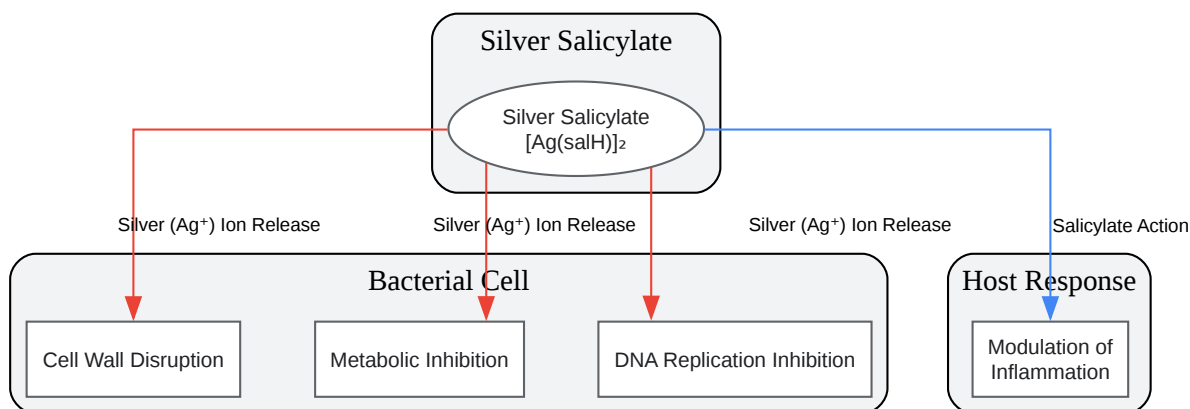 Silver Salicylate
Silver Salicylate
[Ag(salH)]₂
Silver (Ag⁺) Ion Release
Silver (Ag⁺) Ion Release
Silver (Ag⁺) Ion Release
Salicylate Action
Bacterial Cell
Host Response
Cell Wall Disruption
Metabolic Inhibition
DNA Replication Inhibition
Modulation of
Inflammation